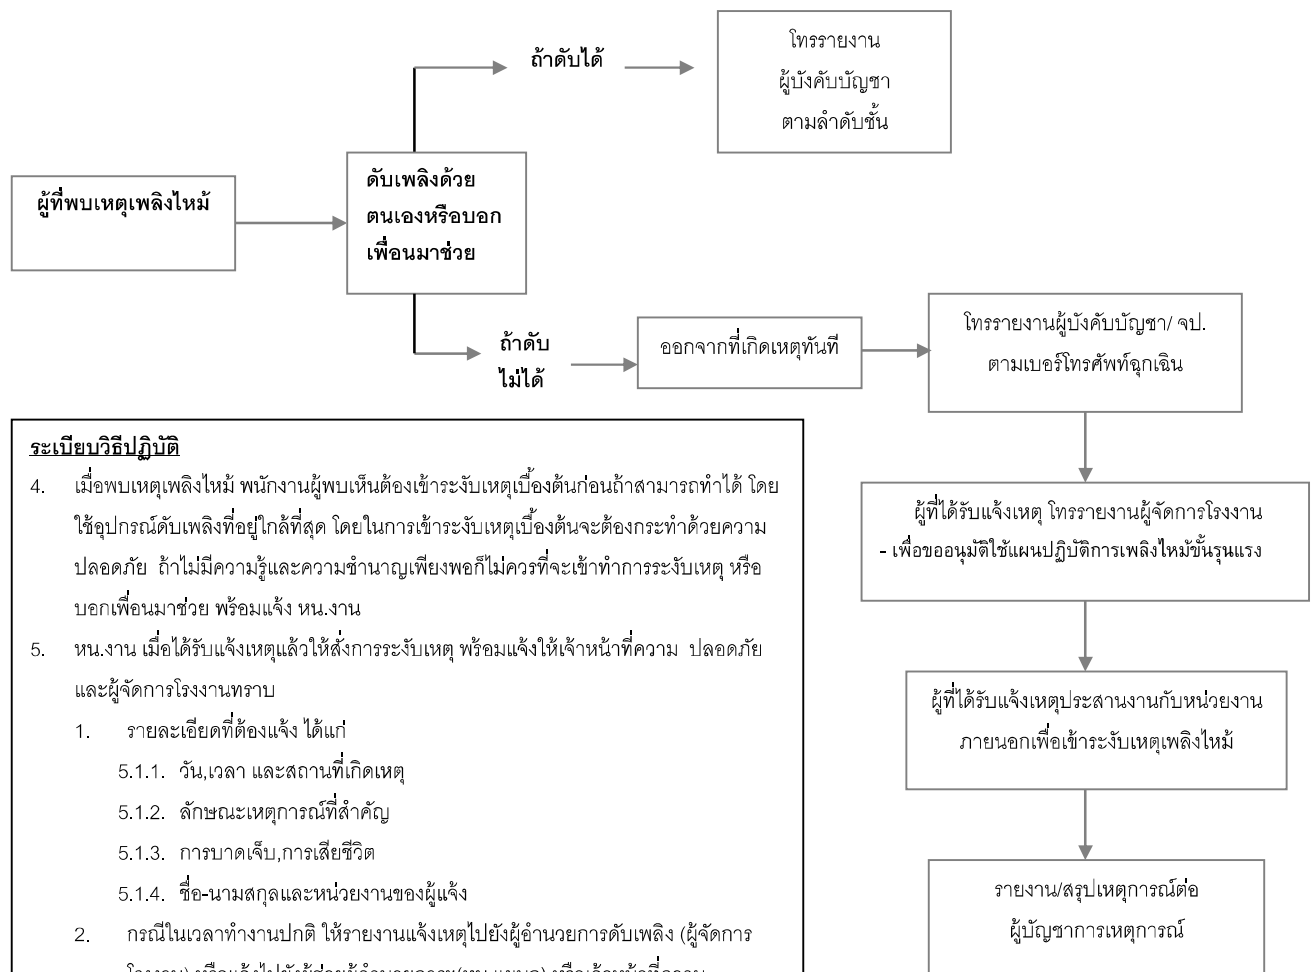 ถ้าดับได้
โทรรายงาน
ผู้บังคับบัญชา
ตามลำดับชั้น
ผู้ที่พบเหตุเพลิงไหม้
ดับเพลิงด้วย
ตนเองหรือบอก
เพื่อนมาช่วย
ถ้าดับ
ไม่ได้
ออกจากที่เกิดเหตุทันที
โทรรายงานผู้บังคับบัญชา/ จป.
ตามเบอร์โทรศัพท์ฉุกเฉิน
ผู้ที่ได้รับแจ้งเหตุ โทรรายงานผู้จัดการโรงงาน
- เพื่อขออนุมัติใช้แผนปฏิบัติการเพลิงไหม้ขั้นรุนแรง
ผู้ที่ได้รับแจ้งเหตุประสานงานกับหน่วยงาน
ภายนอกเพื่อเข้าระงับเหตุเพลิงไหม้
รายงาน/สรุปเหตุการณ์ต่อ
ผู้บัญชาการเหตุการณ์
ระเบียบวิธีปฏิบัติ
4. เมื่อพบเหตุเพลิงไหม้ พนักงานผู้พบเห็นต้องเข้าระงับเหตุเบื้องต้นก่อนถ้าสามารถทำได้ โดย
ใช้อุปกรณ์ดับเพลิงที่อยู่ใกล้ที่สุด โดยในการเข้าระงับเหตุเบื้องต้นจะต้องกระทำด้วยความ
ปลอดภัย ถ้าไม่มีความรู้และความชำนาญเพียงพอก็ไม่ควรที่จะเข้าทำการระงับเหตุ หรือ
บอกเพื่อนมาช่วย พร้อมแจ้ง หน.งาน
5. หน.งาน เมื่อได้รับแจ้งเหตุแล้วให้สั่งการระงับเหตุ พร้อมแจ้งให้เจ้าหน้าที่ความ ปลอดภัย
และผู้จัดการโรงงานทราบ
1. รายละเอียดที่ต้องแจ้ง ได้แก่
5.1.1. วัน,เวลา และสถานที่เกิดเหตุ
5.1.2. ลักษณะเหตุการณ์ที่สำคัญ
5.1.3. การบาดเจ็บ,การเสียชีวิต
5.1.4. ชื่อ-นามสกุลและหน่วยงานของผู้แจ้ง
2. กรณีในเวลาทำงานปกติ ให้รายงานแจ้งเหตุไปยังผู้อำนวยการดับเพลิง (ผู้จัดการ